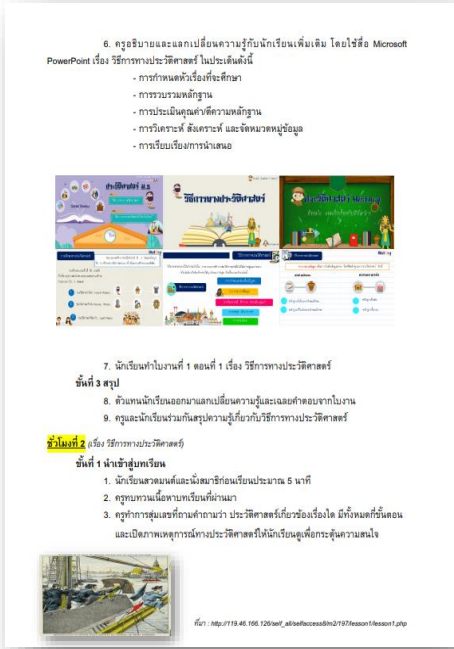 6. ครูอธิบายและแลกเปลี่ยนความรู้กับนักเรียนเพิ่มเติม โดยใช้สื่อ Microsoft
PowerPoint เรื่อง วิธีการทางประวัติศาสตร์ ในประเด็นดังนี้
- การกำหนดหัวเรื่องที่จะศึกษา
- การรวบรวมหลักฐาน
- การประเมินคุณค่า/ตีความหลักฐาน
- การวิเคราะห์ สังเคราะห์ และจัดหมวดหมู่ข้อมูล
- การเรียบเรียง/การนำเสนอ
ประวัติศาสตร์ ม.5
วิธีการทางประวัติศาสตร์
7. นักเรียนทำใบงานที่ 1 ตอนที่ 1 เรื่อง วิธีการทางประวัติศาสตร์
ขั้นที่ 3 สรุป
8. ตัวแทนนักเรียนออกมาแลกเปลี่ยนความรู้และเฉลยคำตอบจากใบงาน
9. ครูและนักเรียนร่วมกันสรุปความรู้เกี่ยวกับวิธีการทางประวัติศาสตร์
ชั่วโมงที่ 2 (เรื่อง วิธีการทางประวัติศาสตร์)
ขั้นที่ 1 นำเข้าสู่บทเรียน
1. นักเรียนสวดมนต์และนั่งสมาธิก่อนเรียนประมาณ 5 นาที
2. ครูทบทวนเนื้อหาบทเรียนที่ผ่านมา
3. ครูทำการสุ่มเลขที่ถามคำถามว่า ประวัติศาสตร์เกี่ยวข้องเรื่องใด มีทั้งหมดกี่ขั้นตอน
และเปิดภาพเหตุการณ์ทางประวัติศาสตร์ให้นักเรียนดูเพื่อกระตุ้นความสนใจ
ที่มา : http://119.46.166.126/self_all/selfaccess8/m2/197/lesson1/lesson1.php